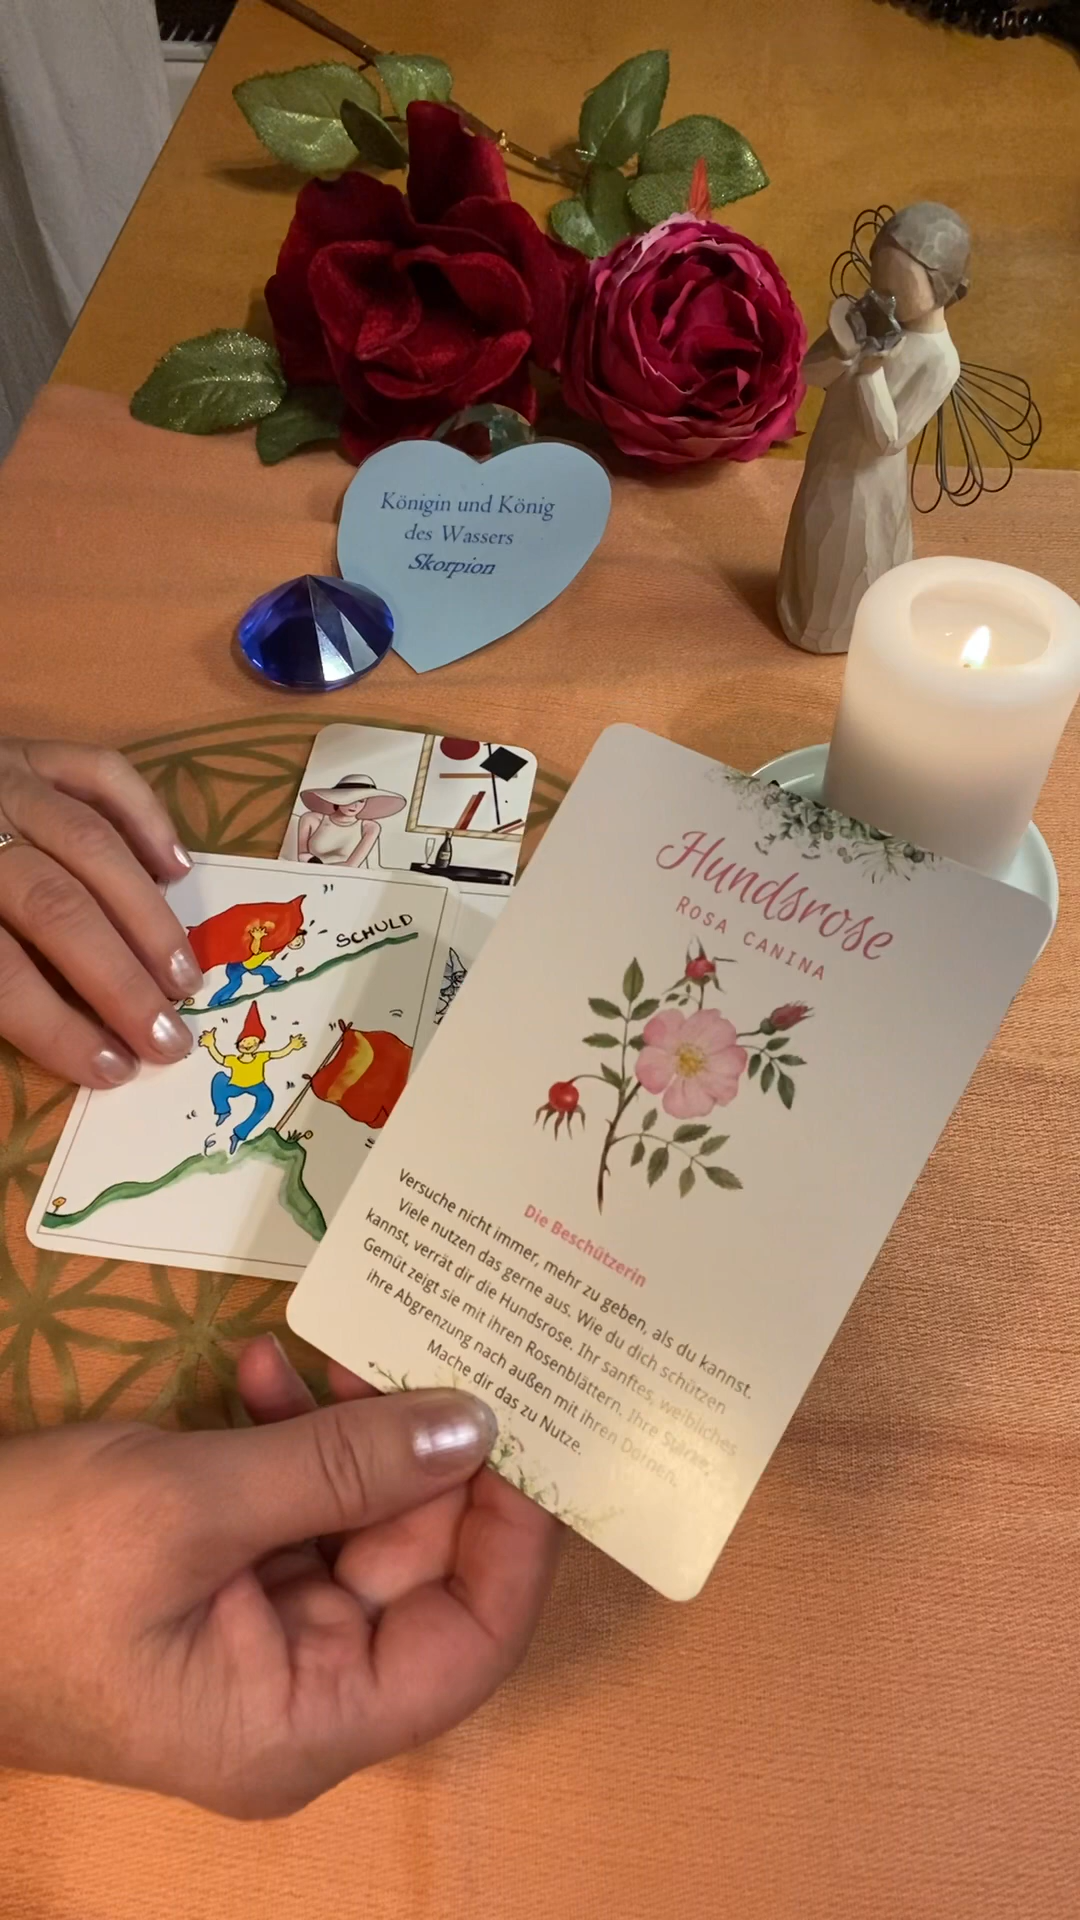 Königin und König
des Wassers
Skorpion
SCHULD
Hundsrose
ROSA CANINA
Die Beschützerin
Versuche nicht immer, mehr zu geben, als du kannst.
Viele nutzen das gerne aus. Wie du dich schützen
kannst, verrät dir die Hundsrose. Ihr sanftes, weibliches
Gemüt zeigt sie mit ihren Rosenblättern. Ihre Stärke,
ihre Abgrenzung nach außen mit ihren Dornen.
Mache dir das zu Nutze.